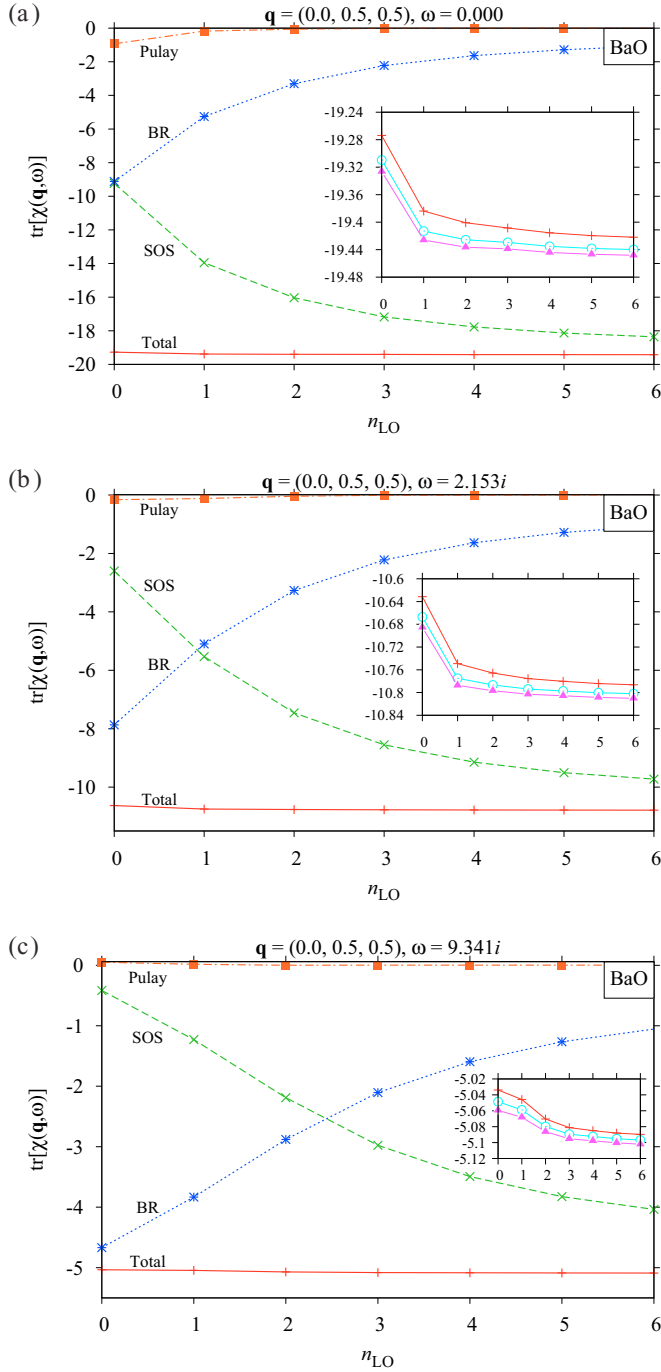 (a)
q = (0.0, 0.5, 0.5), ω = 0.000
0
-2
-4
-6
-8
-10
-12
-14
-16
-18
-20
tr[χ(q,ω)]
Pulay
BR
SOS
Total
BaO
-19.24
-19.28
-19.32
-19.36
-19.4
-19.44
-19.48
0 1 2 3 4 5 6
0 1 2 3 4 5 6
0 1 2 3 4 5 6
nLO
(b)
q = (0.0, 0.5, 0.5), ω = 2.153i
0
-2
-4
-6
-8
-10
tr[χ(q,ω)]
Pulay
SOS
BR
Total
BaO
-10.6
-10.64
-10.68
-10.72
-10.76
-10.8
-10.84
0 1 2 3 4 5 6
0 1 2 3 4 5 6
nLO
(c)
q = (0.0, 0.5, 0.5), ω = 9.341i
0
-1
-2
-3
-4
-5
tr[χ(q,ω)]
Pulay
SOS
BR
Total
BaO
-5.02
-5.04
-5.06
-5.08
-5.1
-5.12
0 1 2 3 4 5 6
0 1 2 3 4 5 6
nLO